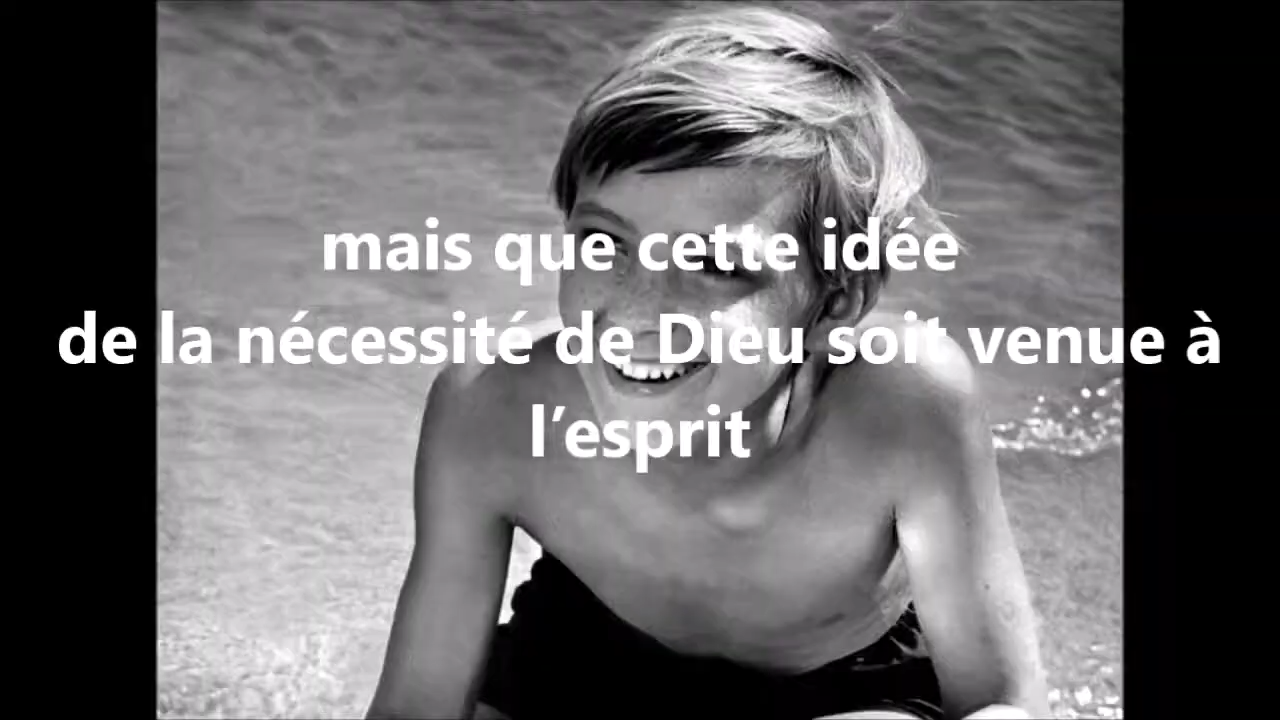 mais que cette idée
de la nécessité de Dieu soit venue à
l’esprit